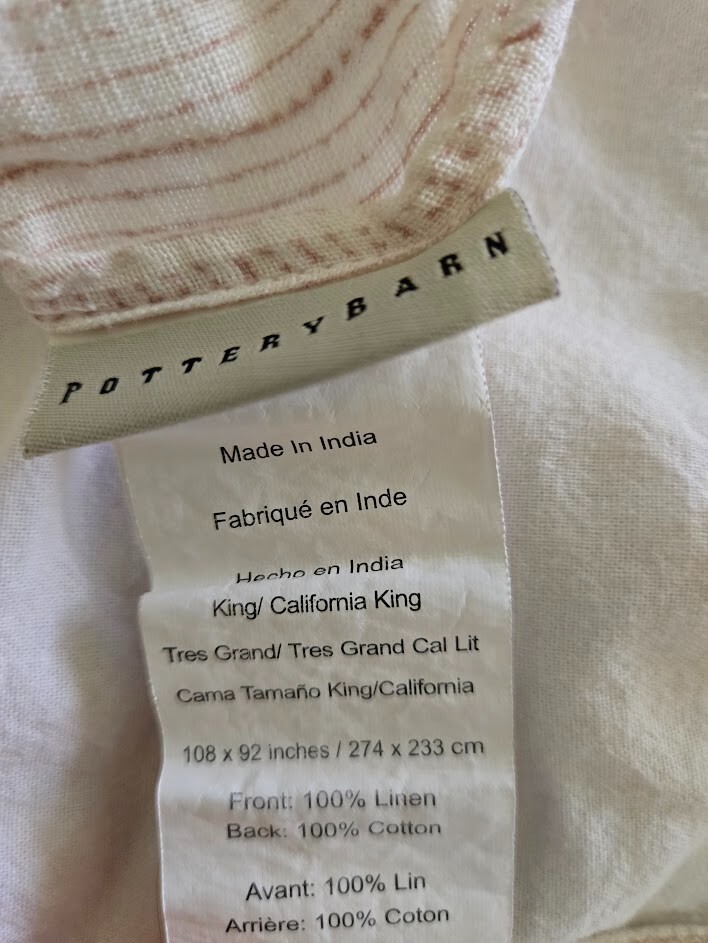 POTTERYBARN
Made In India
Fabriqué en Inde
Hecho en India
King/ California King
Tres Grand/ Tres Grand Cal Lit
Cama Tamaño King/California
108 x 92 inches / 274 x 233 cm
Front: 100% Linen
Back: 100% Cotton
Avant: 100% Lin
Arrière: 100% Coton